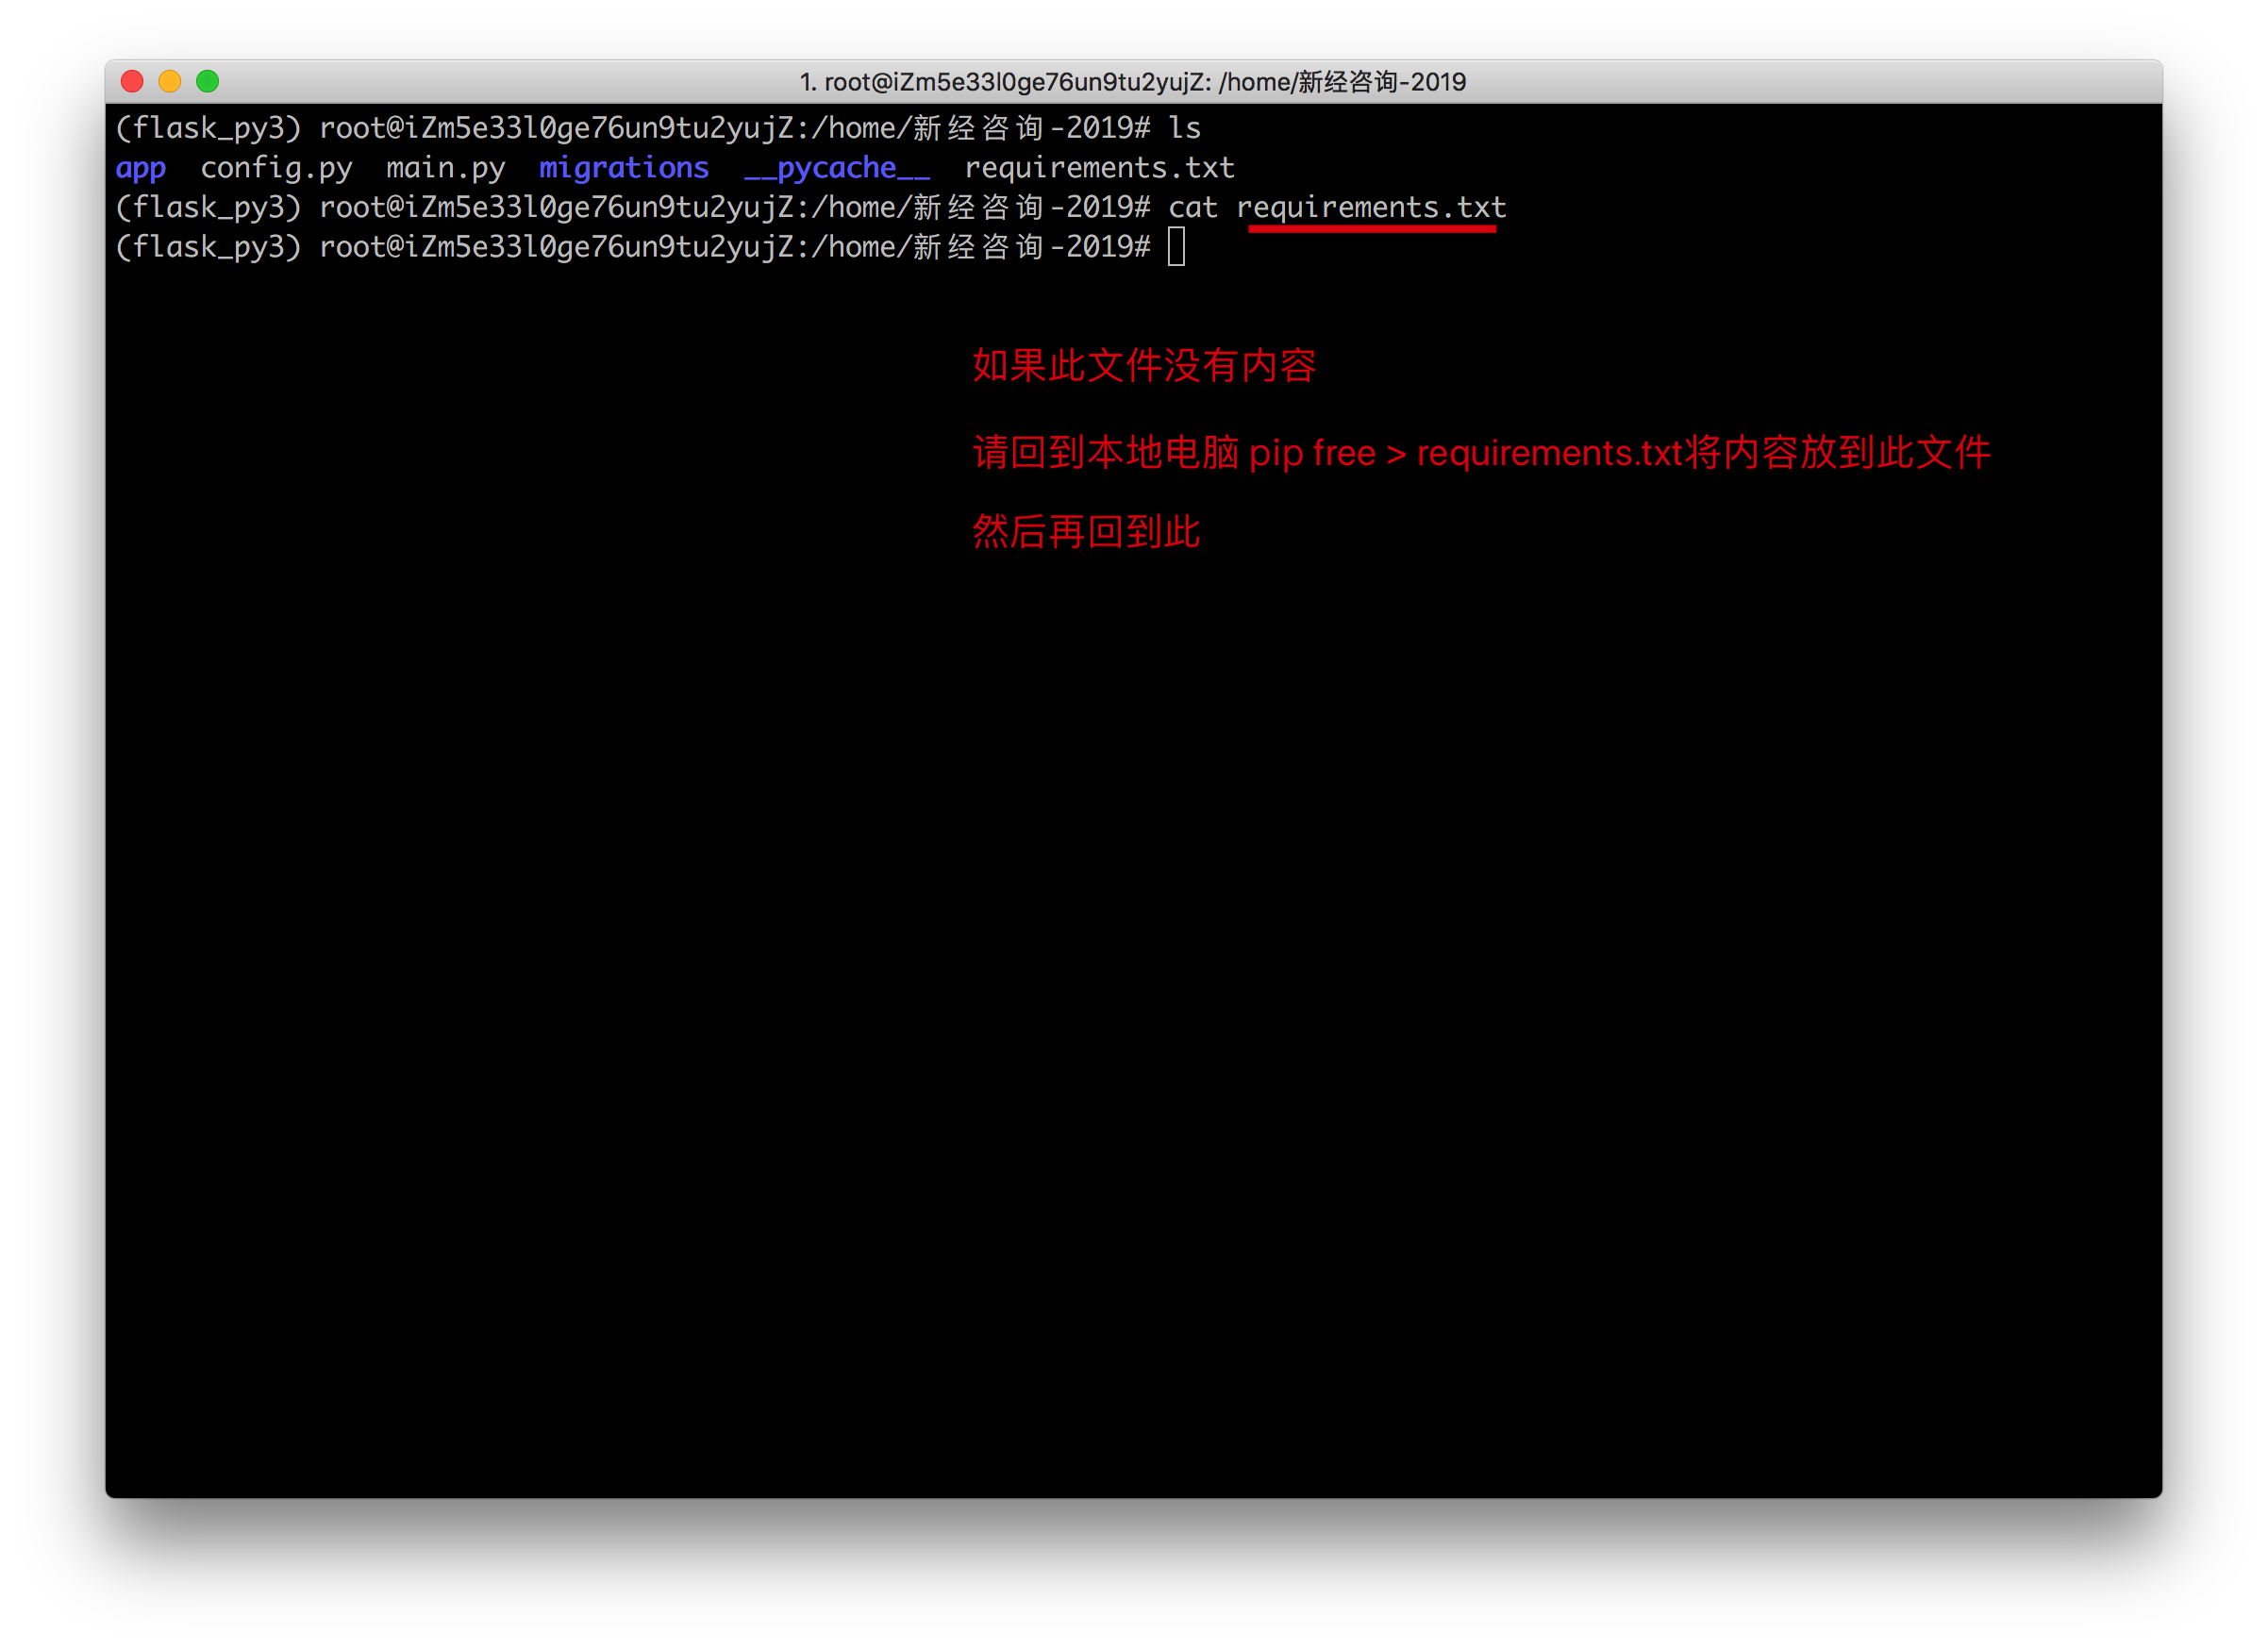 1. root@iZm5e33l0ge76un9tu2yujZ: /home/新经咨询-2019
(flask_py3) root@iZm5e33l0ge76un9tu2yujZ:/home/新经咨询-2019# ls
app  config.py  main.py  migrations  __pycache__  requirements.txt
(flask_py3) root@iZm5e33l0ge76un9tu2yujZ:/home/新经咨询-2019# cat requirements.txt
(flask_py3) root@iZm5e33l0ge76un9tu2yujZ:/home/新经咨询-2019#
如果此文件没有内容
请回到本地电脑 pip free > requirements.txt将内容放到此文件
然后再回到此